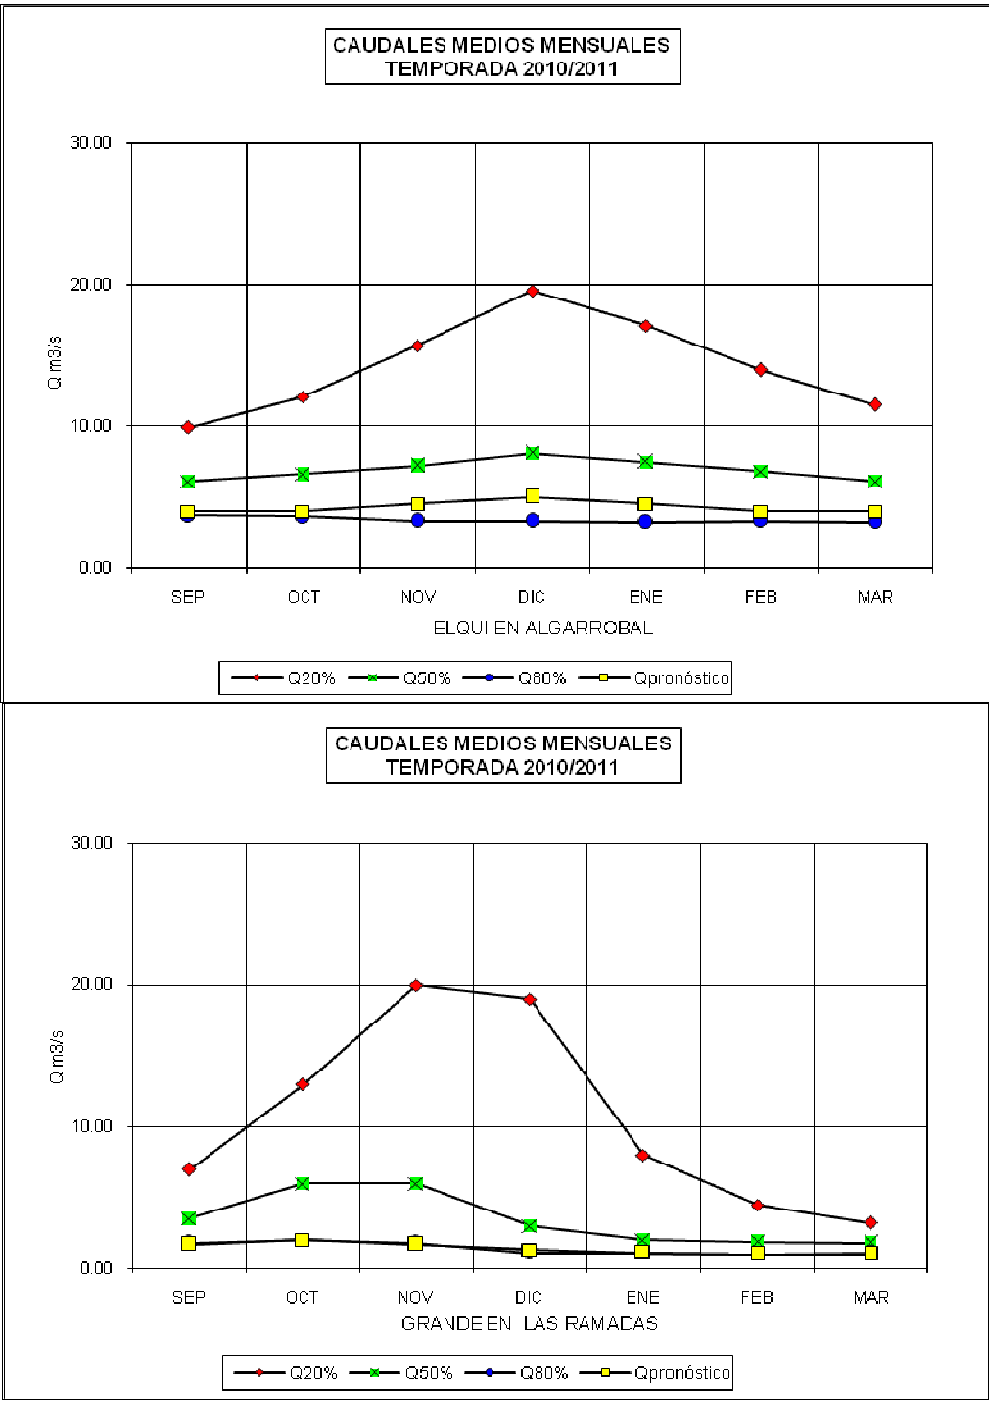 CAUDALES MEDIOS MENSUALES
TEMPORADA 2010/2011
30.00
20.00
10.00
0.00
Q m3/s
SEP OCT NOV DIC ENE FEB MAR
ELQUI EN ALGARROBAL
Q20% Q50% Q80% Qpronóstico
CAUDALES MEDIOS MENSUALES
TEMPORADA 2010/2011
30.00
20.00
10.00
0.00
Q m3/s
SEP OCT NOV DIC ENE FEB MAR
GRANDE EN LAS RAMADAS
Q20% Q50% Q80% Qpronóstico